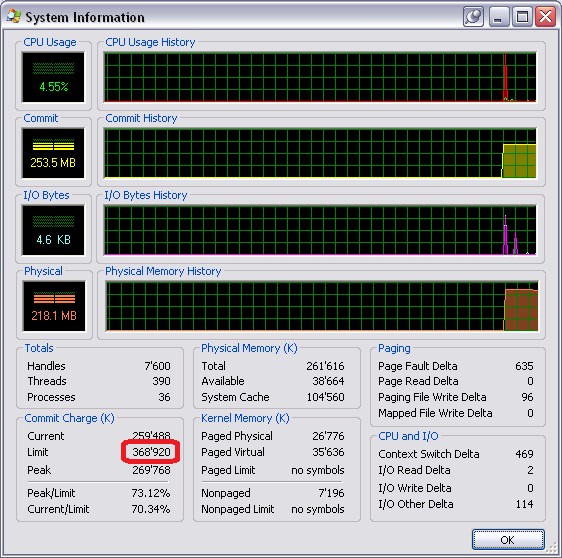 System Information
CPU Usage
CPU Usage History
4.55%
Commit
Commit History
253.5 MB
I/O Bytes
I/O Bytes History
4.6 KB
Physical
Physical Memory History
218.1 MB
Totals
Handles 7'600
Threads 390
Processes 36
Physical Memory (K)
Total 261'616
Available 38'664
System Cache 104'560
Paging
Page Fault Delta 635
Page Read Delta 0
Paging File Write Delta 96
Mapped File Write Delta 0
Commit Charge (K)
Current 259'488
Limit 368'920
Peak 269'768
Peak/Limit 73.12%
Current/Limit 70.34%
Kernel Memory (K)
Paged Physical 26'776
Paged Virtual 35'636
Paged Limit no symbols
Nonpaged 7'196
Nonpaged Limit no symbols
CPU and I/O
Context Switch Delta 469
I/O Read Delta 2
I/O Write Delta 0
I/O Other Delta 114
OK